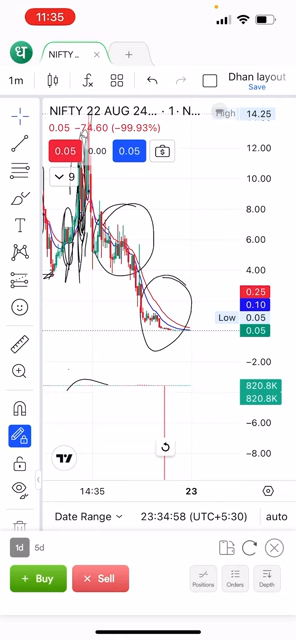 11:35
ध
NIFTY ..
1m
Dhan layout
Save
NIFTY 22 AUG 24... · 1 · N...
High 14.25
0.05 −74.60 (−99.93%)
0.05
0.00
0.05
9
12.00
10.00
8.00
6.00
4.00
0.25
0.10
Low 0.05
0.05
−2.00
820.8K
820.8K
−6.00
−8.00
14:35
23
Date Range
23:34:58 (UTC+5:30)
auto
1d
5d
+ Buy
× Sell
Positions
Orders
Depth